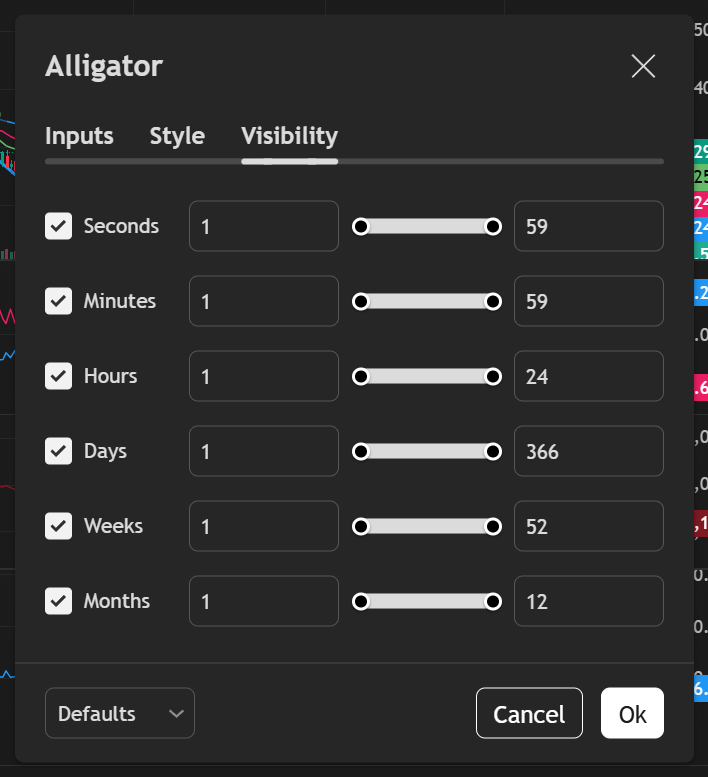 Alligator
Inputs Style Visibility
Seconds 1 59
Minutes 1 59
Hours 1 24
Days 1 366
Weeks 1 52
Months 1 12
Defaults Cancel Ok